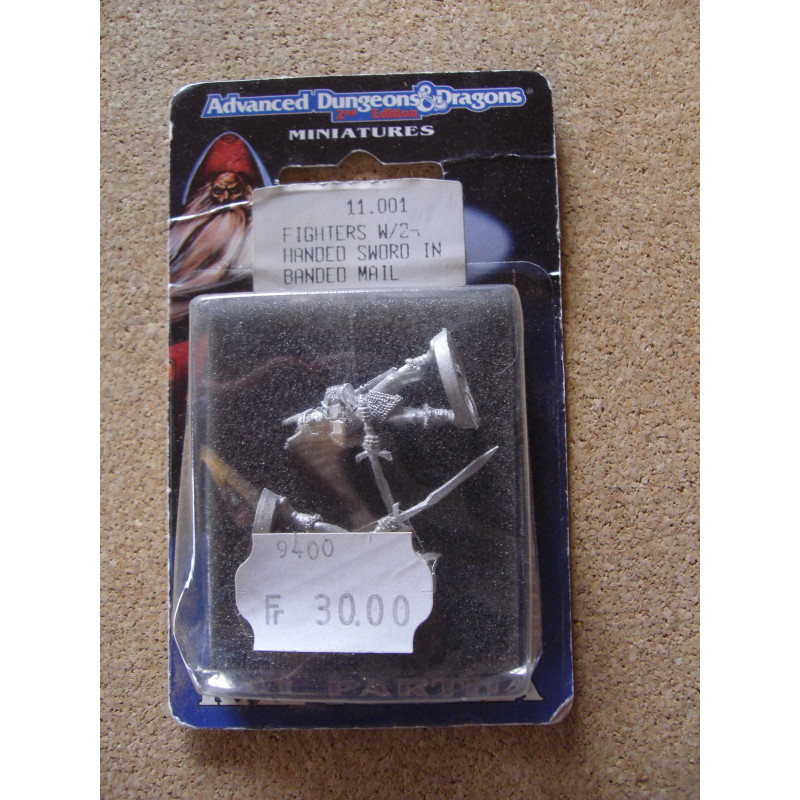 Advanced Dungeons & Dragons®
2nd Edition
MINIATURES
11.001
FIGHTERS W/2-
HANDED SWORD IN
BANDED MAIL
9400
Fr 30.00
PARTHA